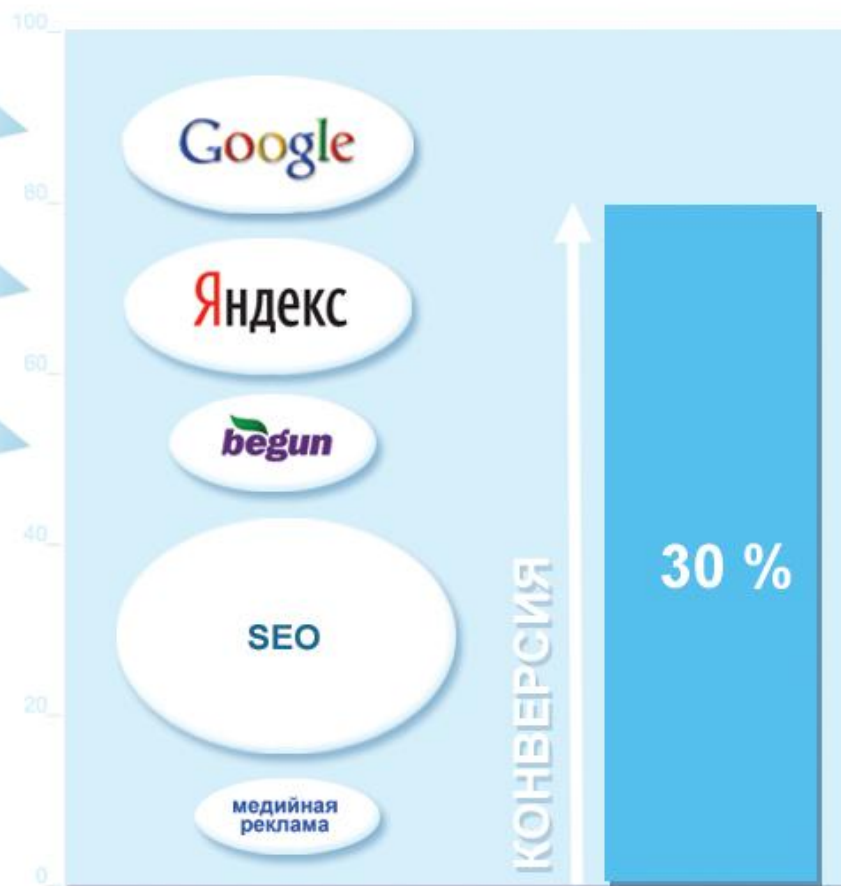 100
Google
80
Яндекс
60
begun
40
30 %
SEO
КОНВЕРСИЯ
20
медийная
реклама
0